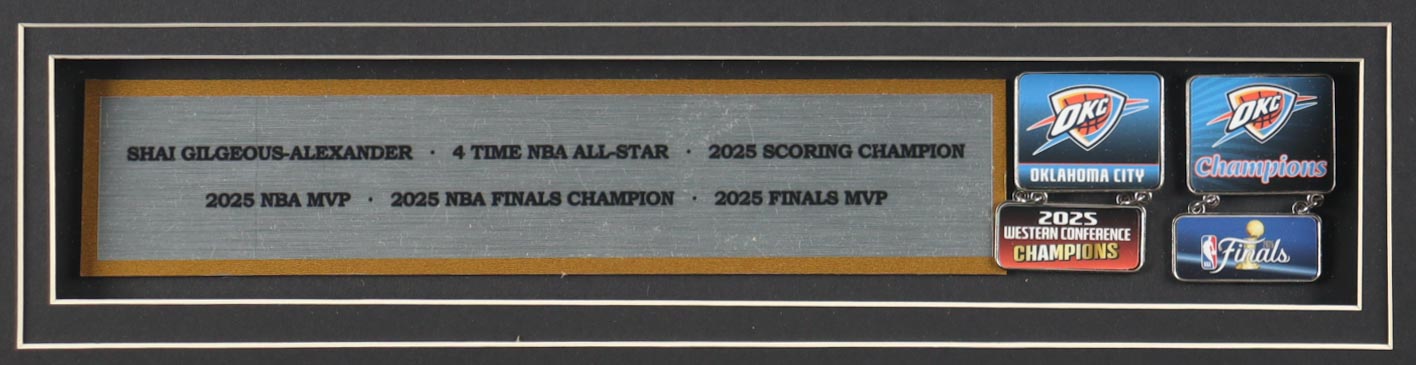 SHAI GILGEOUS-ALEXANDER · 4 TIME NBA ALL-STAR · 2025 SCORING CHAMPION
2025 NBA MVP · 2025 NBA FINALS CHAMPION · 2025 FINALS MVP
OKC
OKLAHOMA CITY
2025
WESTERN CONFERENCE
CHAMPIONS
OKC
Champions
NBA
Finals